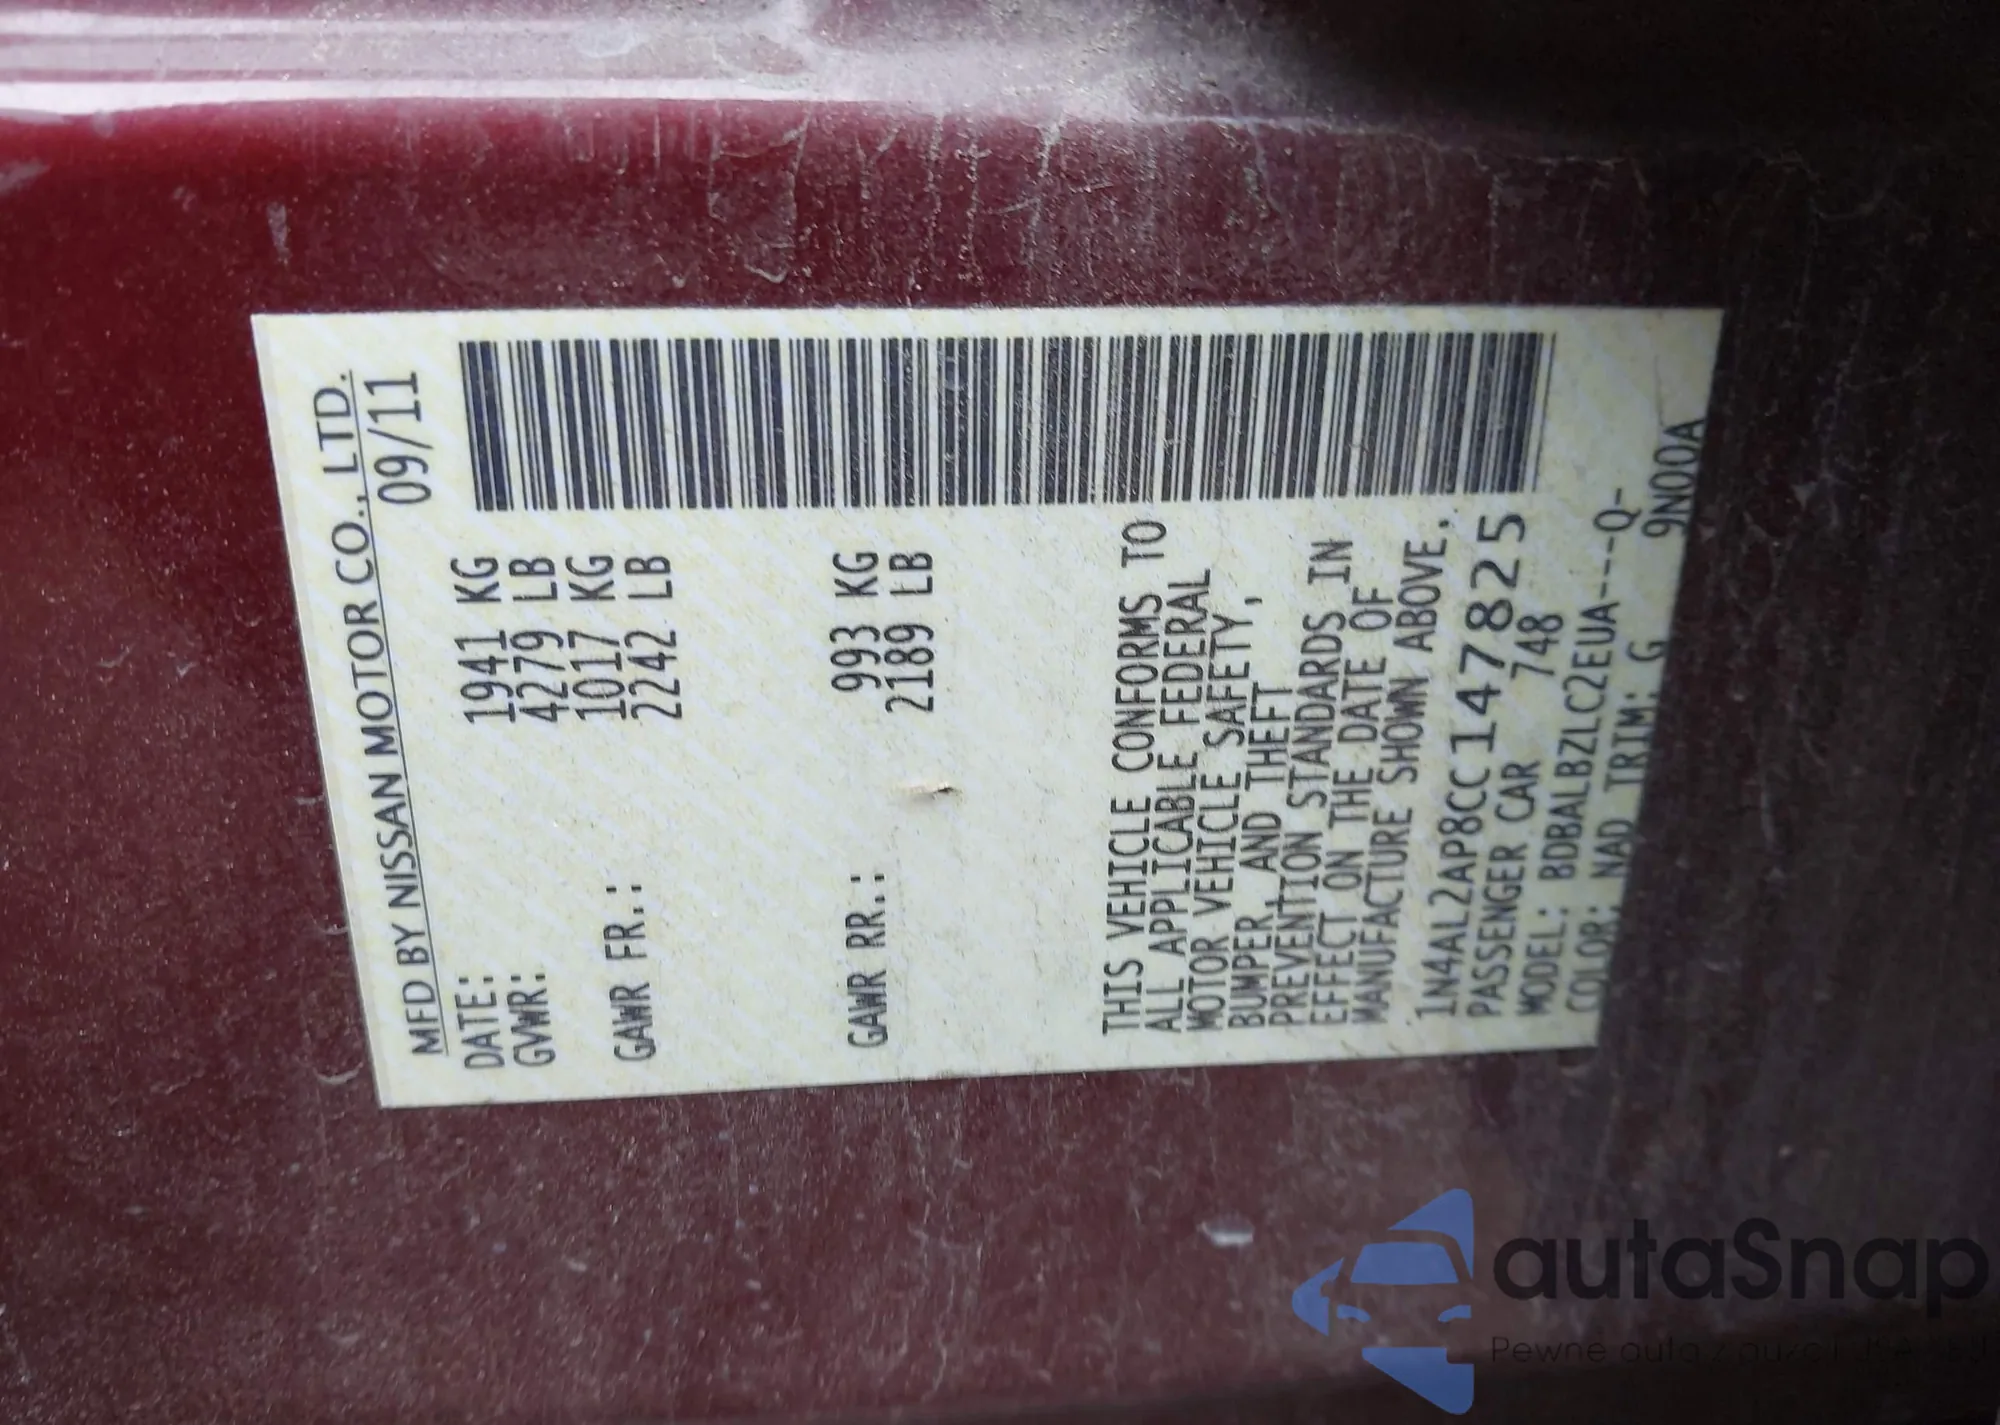 MFD BY NISSAN MOTOR CO., LTD.
DATE: 09/11
GVWR: 1941 KG
4279 LB
GAWR FR.: 1017 KG
2242 LB
GAWR RR.: 993 KG
2189 LB
THIS VEHICLE CONFORMS TO
ALL APPLICABLE FEDERAL
MOTOR VEHICLE SAFETY,
BUMPER, AND THEFT
PREVENTION STANDARDS IN
EFFECT ON THE DATE OF
MANUFACTURE SHOWN ABOVE.
1N4AL2AP8CC147825
PASSENGER CAR 748
MODEL: BDBALBZLC2EUA---Q-
COLOR: NAD TRIM: G 9N00A
autaSnap
Pewne auta z